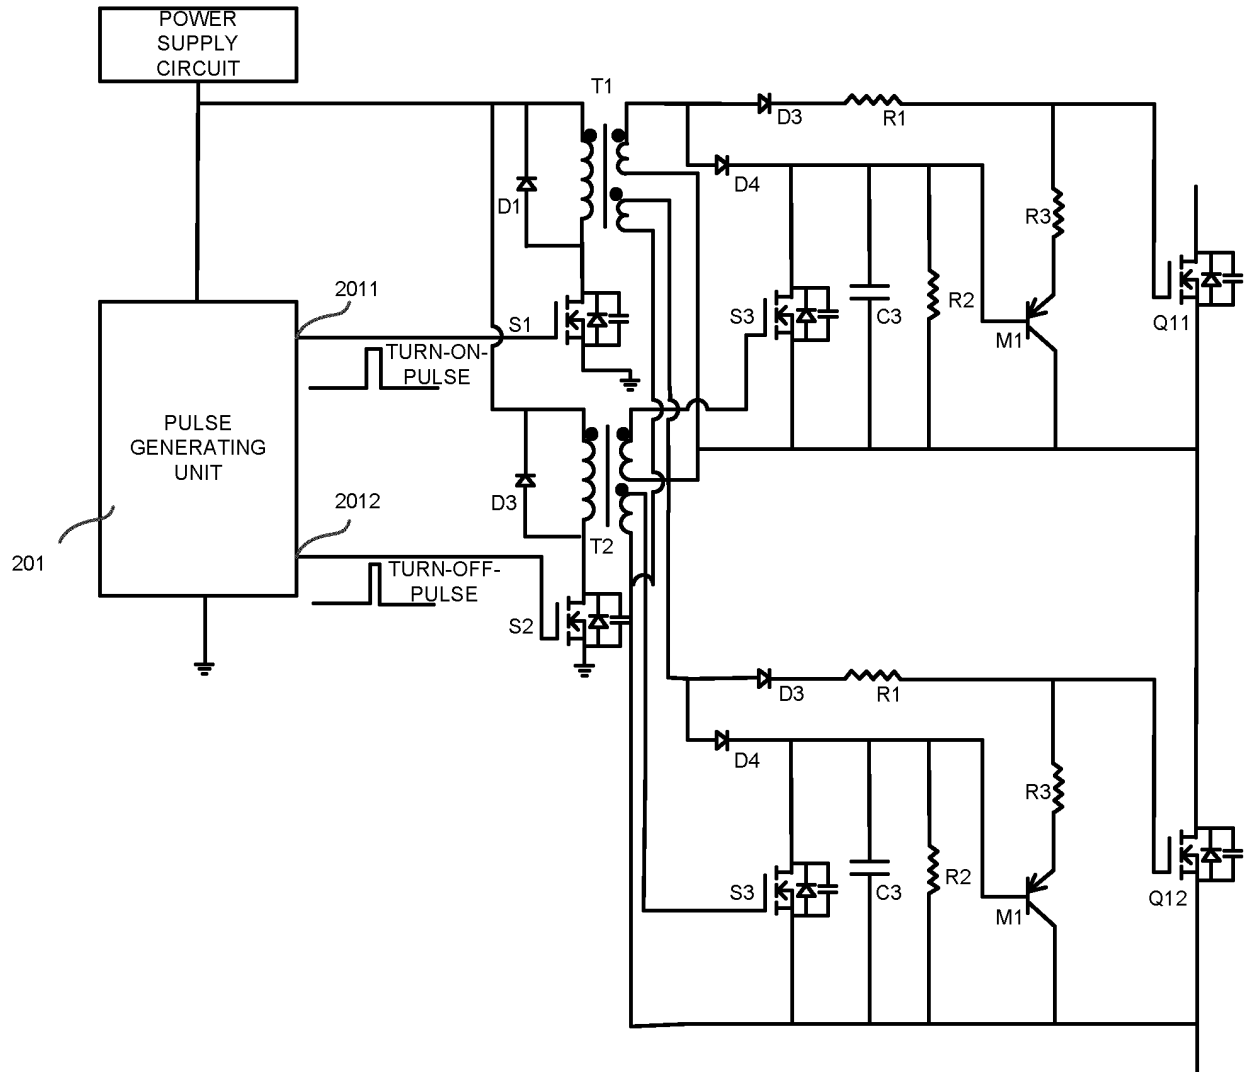 POWER
SUPPLY
CIRCUIT
T1
D3
R1
D4
D1
R3
2011
S1
S3
C3
R2
M1
Q11
TURN-ON-
PULSE
PULSE
GENERATING
UNIT
D3
2012
T2
201
TURN-OFF-
PULSE
S2
D3
R1
D4
R3
S3
C3
R2
M1
Q12